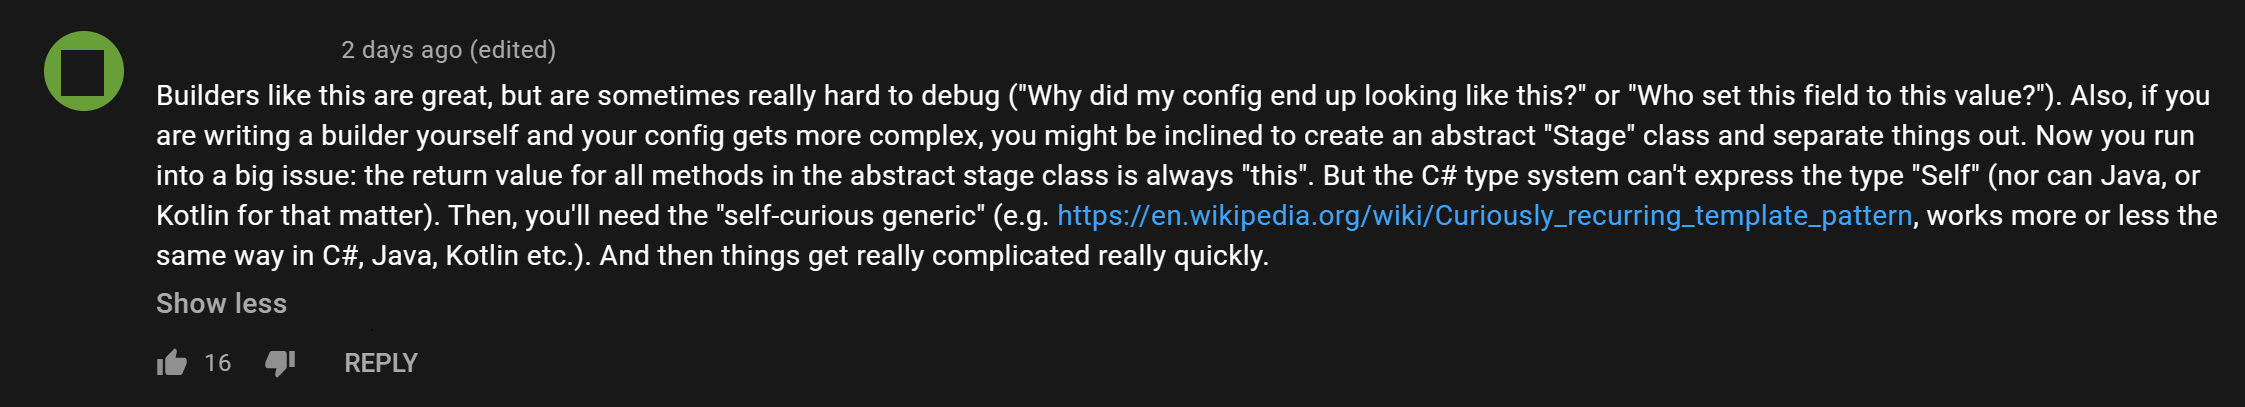 2 days ago (edited)
Builders like this are great, but are sometimes really hard to debug ("Why did my config end up looking like this?" or "Who set this field to this value?"). Also, if you
are writing a builder yourself and your config gets more complex, you might be inclined to create an abstract "Stage" class and separate things out. Now you run
into a big issue: the return value for all methods in the abstract stage class is always "this". But the C# type system can't express the type "Self" (nor can Java, or
Kotlin for that matter). Then, you'll need the "self-curious generic" (e.g. https://en.wikipedia.org/wiki/Curiously_recurring_template_pattern, works more or less the
same way in C#, Java, Kotlin etc.). And then things get really complicated really quickly.
Show less
16 REPLY